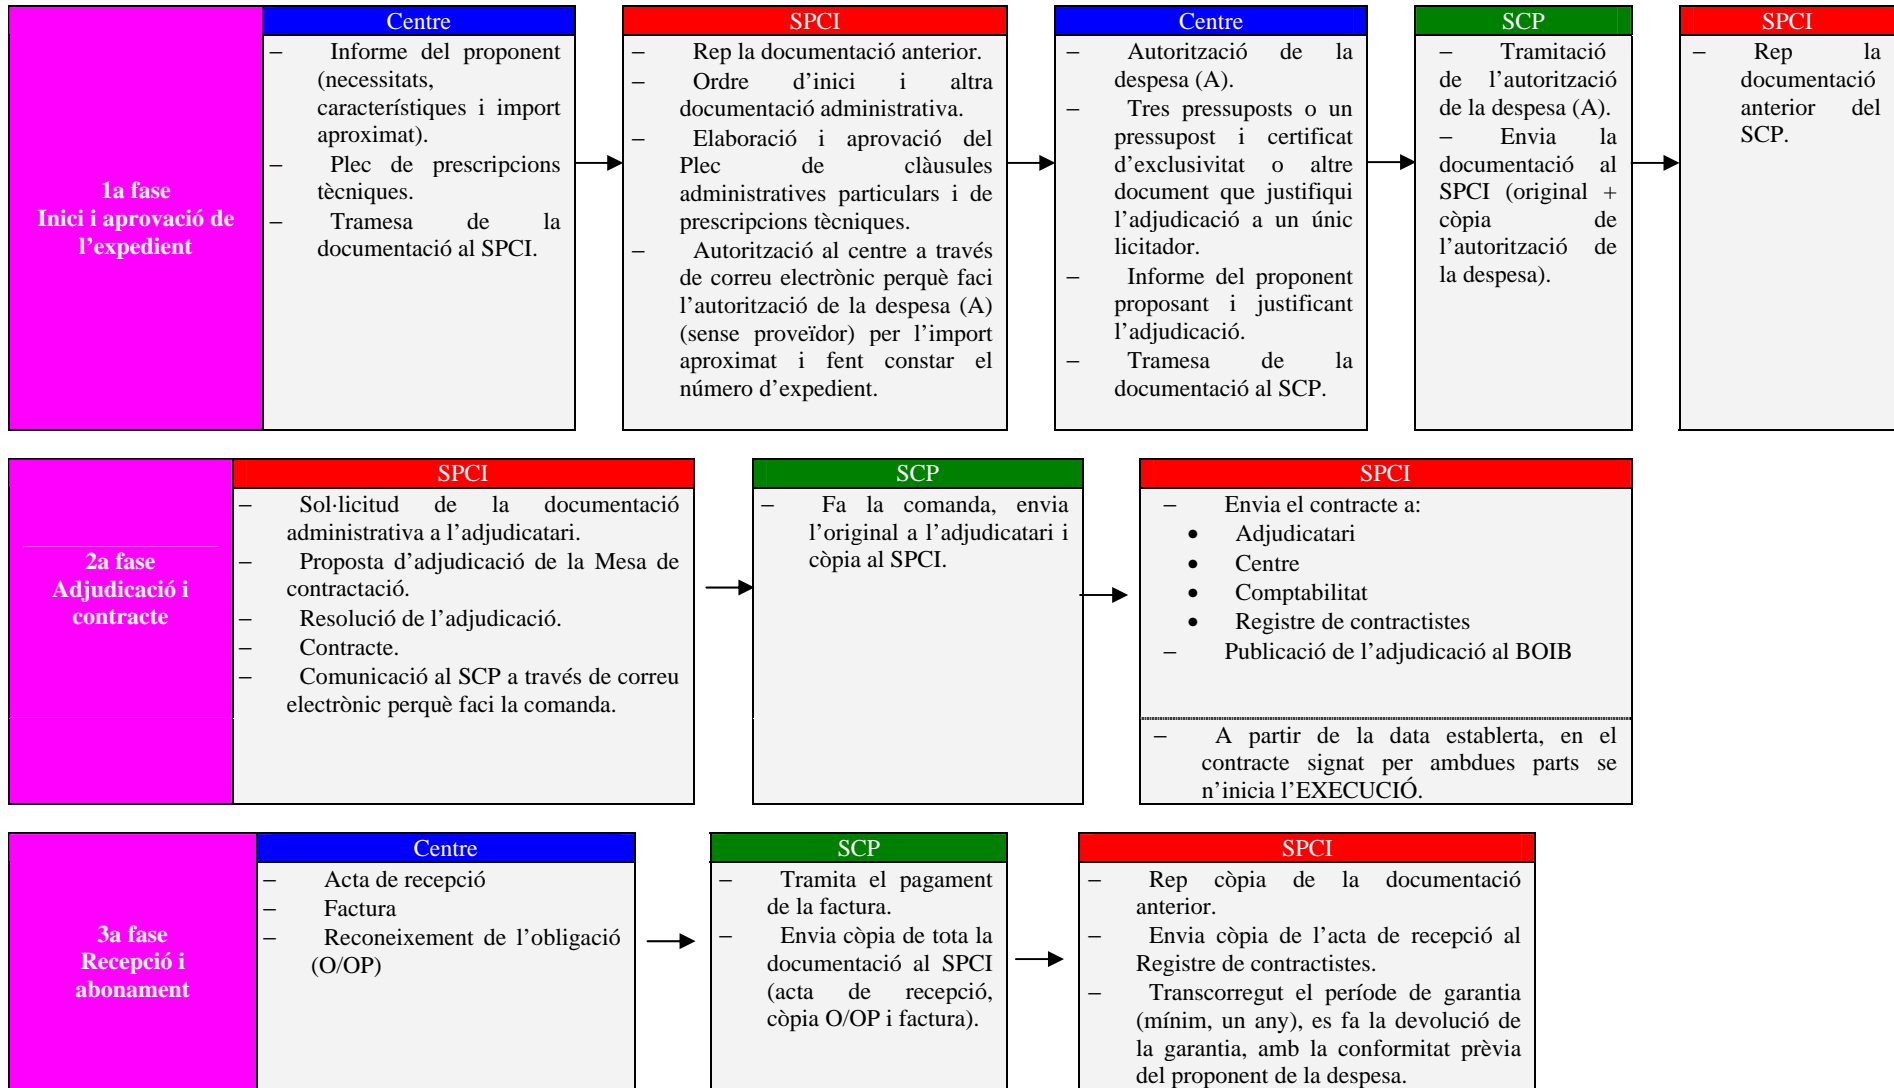 1a fase
Inici i aprovació de
l’expedient
Centre
– Informe del proponent
(necessitats,
característiques i import
aproximat).
– Plec de prescripcions
tècniques.
– Tramesa de la
documentació al SPCI.
SPCI
– Rep la documentació anterior.
– Ordre d’inici i altra
documentació administrativa.
– Elaboració i aprovació del
Plec de clàusules
administratives particulars i de
prescripcions tècniques.
– Autorització al centre a través
de correu electrònic perquè faci
l’autorització de la despesa (A)
(sense proveïdor) per l’import
aproximat i fent constar el
número d’expedient.
Centre
– Autorització de la
despesa (A).
– Tres pressuposts o un
pressupost i certificat
d’exclusivitat o altre
document que justifiqui
l’adjudicació a un únic
licitador.
– Informe del proponent
proposant i justificant
l’adjudicació.
– Tramesa de la
documentació al SCP.
SCP
– Tramitació
de l’autorització
de la despesa (A).
– Envia la
documentació al
SPCI (original +
còpia de
l’autorització de
la despesa).
SPCI
– Rep la
documentació
anterior del
SCP.
2a fase
Adjudicació i
contracte
SPCI
– Sol·licitud de la documentació
administrativa a l’adjudicatari.
– Proposta d’adjudicació de la Mesa de
contractació.
– Resolució de l’adjudicació.
– Contracte.
– Comunicació al SCP a través de correu
electrònic perquè faci la comanda.
SCP
– Fa la comanda, envia
l’original a l’adjudicatari i
còpia al SPCI.
SPCI
– Envia el contracte a:
• Adjudicatari
• Centre
• Comptabilitat
• Registre de contractistes
– Publicació de l’adjudicació al BOIB
– A partir de la data establerta, en el
contracte signat per ambdues parts se
n’inicia l’EXECUCIÓ.
3a fase
Recepció i
abonament
Centre
– Acta de recepció
– Factura
– Reconeixement de l’obligació
(O/OP)
SCP
– Tramita el pagament
de la factura.
– Envia còpia de tota la
documentació al SPCI
(acta de recepció,
còpia O/OP i factura).
SPCI
– Rep còpia de la documentació
anterior.
– Envia còpia de l’acta de recepció al
Registre de contractistes.
– Transcorregut el període de garantia
(mínim, un any), es fa la devolució de
la garantia, amb la conformitat prèvia
del proponent de la despesa.